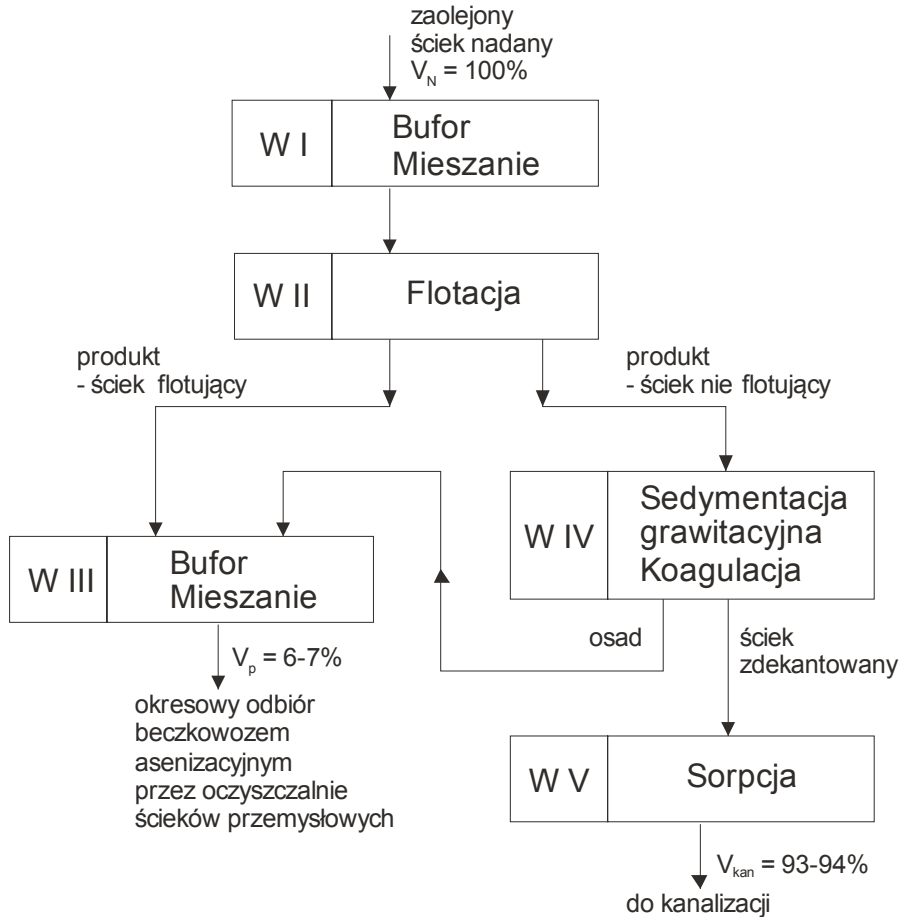 zaolejony
ściek nadany
V_N = 100%
W I
Bufor
Mieszanie
W II
Flotacja
produkt
- ściek flotujący
produkt
- ściek nie flotujący
W III
Bufor
Mieszanie
W IV
Sedymentacja
grawitacyjna
Koagulacja
osad
ściek
zdekantowany
V_p = 6-7%
okresowy odbiór
beczkowozem
asenizacyjnym
przez oczyszczalnie
ścieków przemysłowych
W V
Sorpcja
V_kan = 93-94%
do kanalizacji